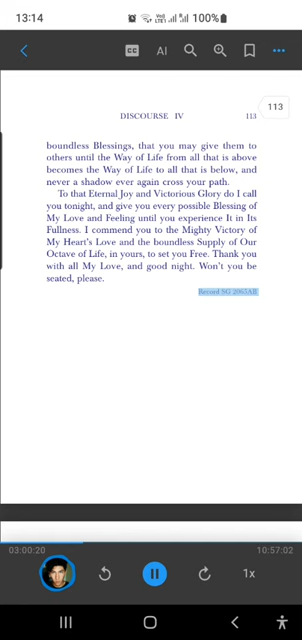 13:14
100%
CC
AI
113
DISCOURSE IV 113
boundless Blessings, that you may give them to
others until the Way of Life from all that is above
becomes the Way of Life to all that is below, and
never a shadow ever again cross your path.
To that Eternal Joy and Victorious Glory do I call
you tonight, and give you every possible Blessing of
My Love and Feeling until you experience It in Its
Fullness. I commend you to the Mighty Victory of
My Heart's Love and the boundless Supply of Our
Octave of Life, in yours, to set you Free. Thank you
with all My Love, and good night. Won't you be
seated, please.
Record SG 2065AB
03:00:20
10:57:02
1x